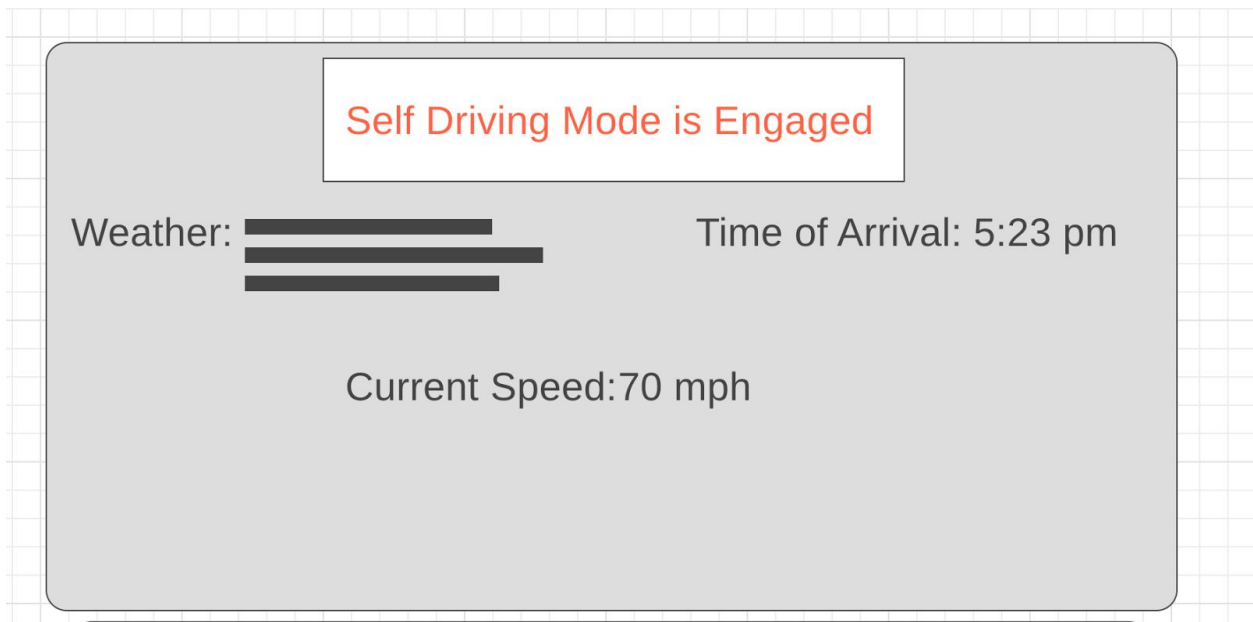 Self Driving Mode is Engaged
Weather:
Time of Arrival: 5:23 pm
Current Speed:70 mph